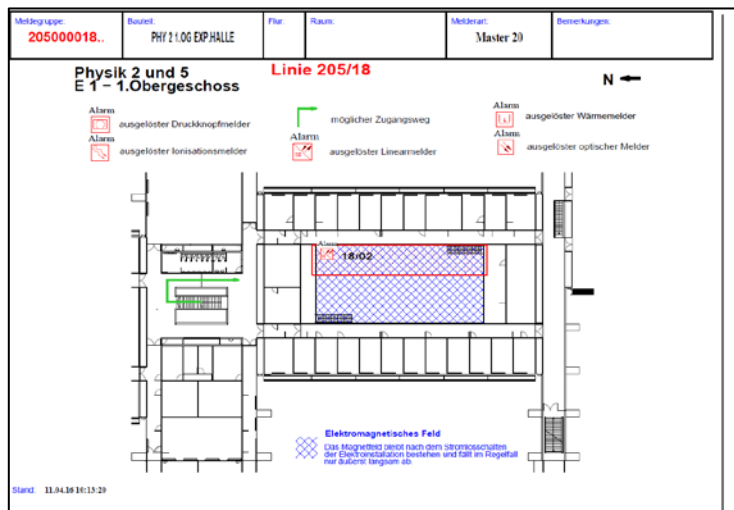 Meldegruppe: Bauteil: Flur: Raum: Melderart: Bemerkungen:
205000018.. PHY 2 1.OG EXP.HALLE Master 20
Physik 2 und 5 Linie 205/18
E 1 – 1.Obergeschoss
N
Alarm ausgelöster Druckknopfmelder
möglicher Zugangsweg
Alarm ausgelöster Wärmemelder
Alarm ausgelöster Ionisationsmelder
Alarm ausgelöster Linearmelder
Alarm ausgelöster optischer Melder
Alarm
18/02
Elektromagnetisches Feld
Das Magnetfeld bleibt nach dem Stromlosschalten
der Elektroinstallation bestehen und fällt im Regelfall
nur äußerst langsam ab.
Stand: 11.04.16 10:15:20